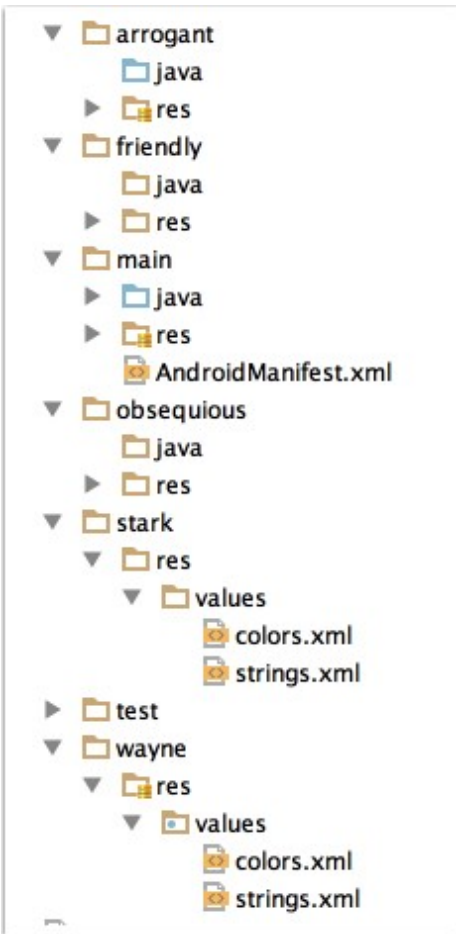 arrogant
java
res
friendly
java
res
main
java
res
AndroidManifest.xml
obsequious
java
res
stark
res
values
colors.xml
strings.xml
test
wayne
res
values
colors.xml
strings.xml